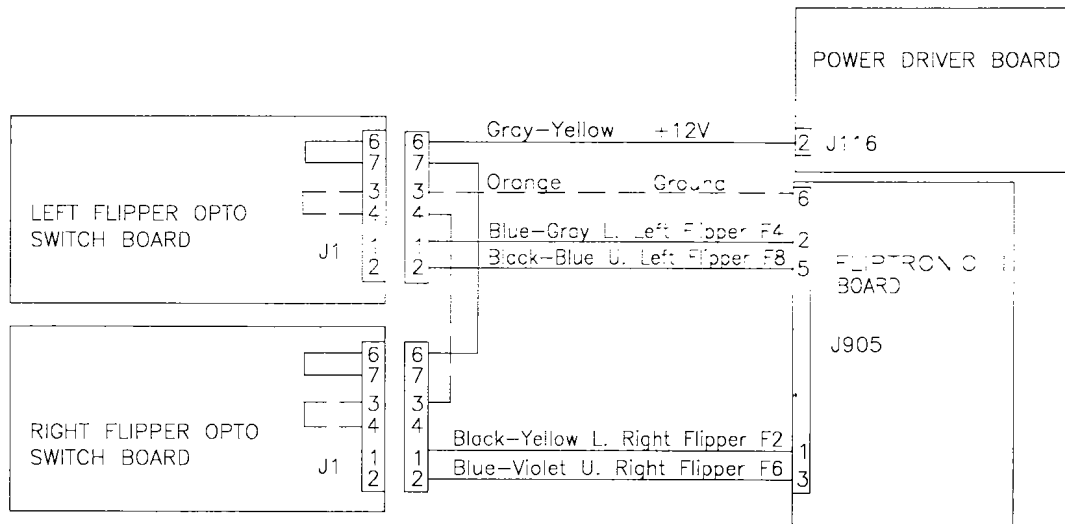 POWER DRIVER BOARD
6 6 Gray-Yellow +12V 2 J116
7 7
3 3 Orange Ground 6
LEFT FLIPPER OPTO
SWITCH BOARD
4 4
J1
1 1 Blue-Gray L. Left Flipper F4 2
2 2 Black-Blue U. Left Flipper F8 5
BOARD
J905
6 6
7 7
3 3
RIGHT FLIPPER OPTO
SWITCH BOARD
4 4
J1
1 1 Black-Yellow L. Right Flipper F2 1
2 2 Blue-Violet U. Right Flipper F6 3